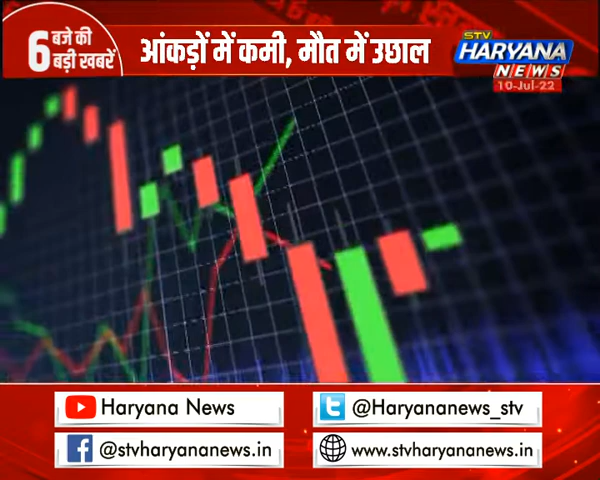 6 बजे की
बड़ी खबरें
आंकड़ों में कमी, मौत में उछाल
STV
HARYANA
NEWS
10-Jul-22
Haryana News
@Haryananews_stv
@stvharyananews.in
www.stvharyananews.in